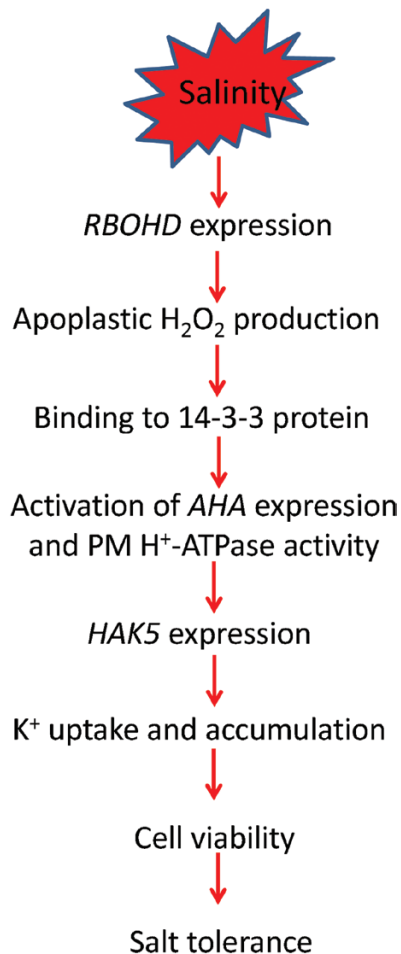 Salinity
RBOHD expression
Apoplastic H₂O₂ production
Binding to 14-3-3 protein
Activation of AHA expression
and PM H⁺-ATPase activity
HAK5 expression
K⁺ uptake and accumulation
Cell viability
Salt tolerance